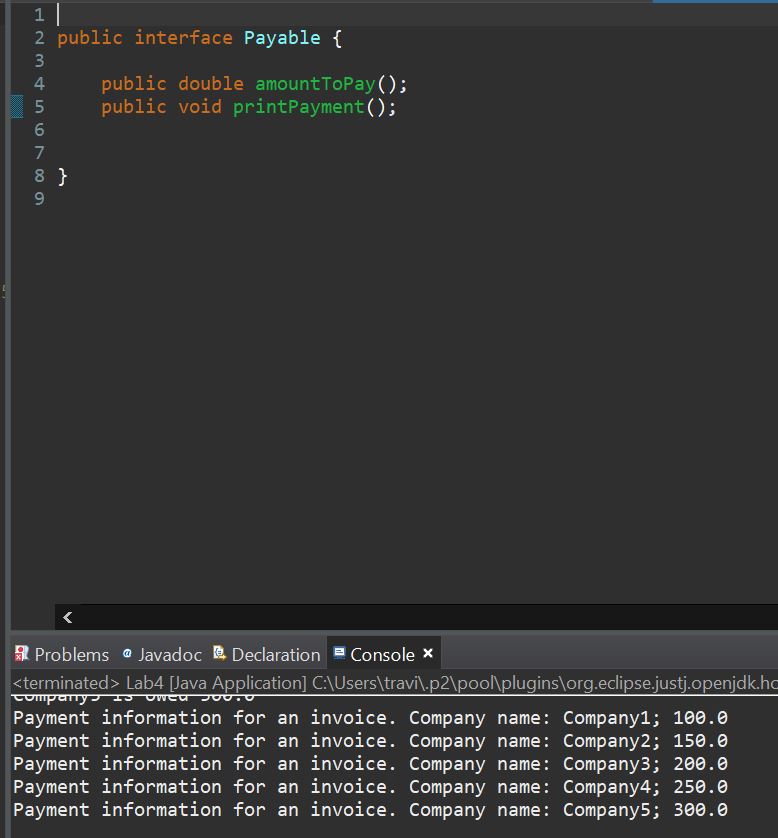 1
2 public interface Payable {
3
4 public double amountToPay();
5 public void printPayment();
6
7
8 }
9
Problems Javadoc Declaration Console
<terminated> Lab4 [Java Application] C:\Users\travi\.p2\pool\plugins\org.eclipse.justj.openjdk.ho
is owed
Payment information for an invoice. Company name: Company1; 100.0
Payment information for an invoice. Company name: Company2; 150.0
Payment information for an invoice. Company name: Company3; 200.0
Payment information for an invoice. Company name: Company4; 250.0
Payment information for an invoice. Company name: Company5; 300.0